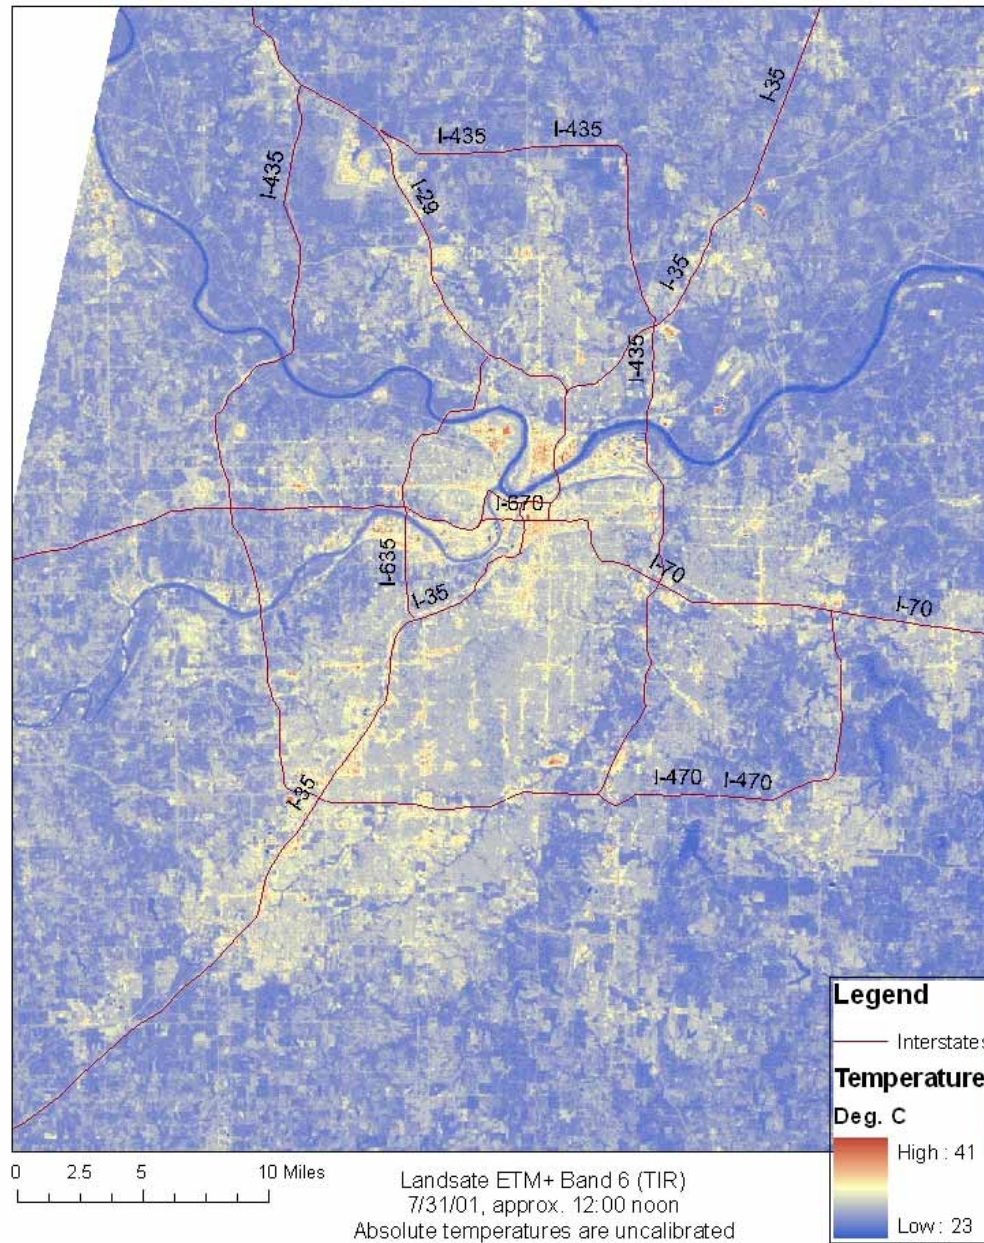 I-35
I-435
I-435
I-435
I-29
I-35
I-435
I-670
I-635
I-35
I-70
I-70
I-470
I-470
I-35
Legend
Interstates
Temperature
Deg. C
High : 41
Low : 23
0 2.5 5 10 Miles
Landsate ETM+ Band 6 (TIR)
7/31/01, approx. 12:00 noon
Absolute temperatures are uncalibrated